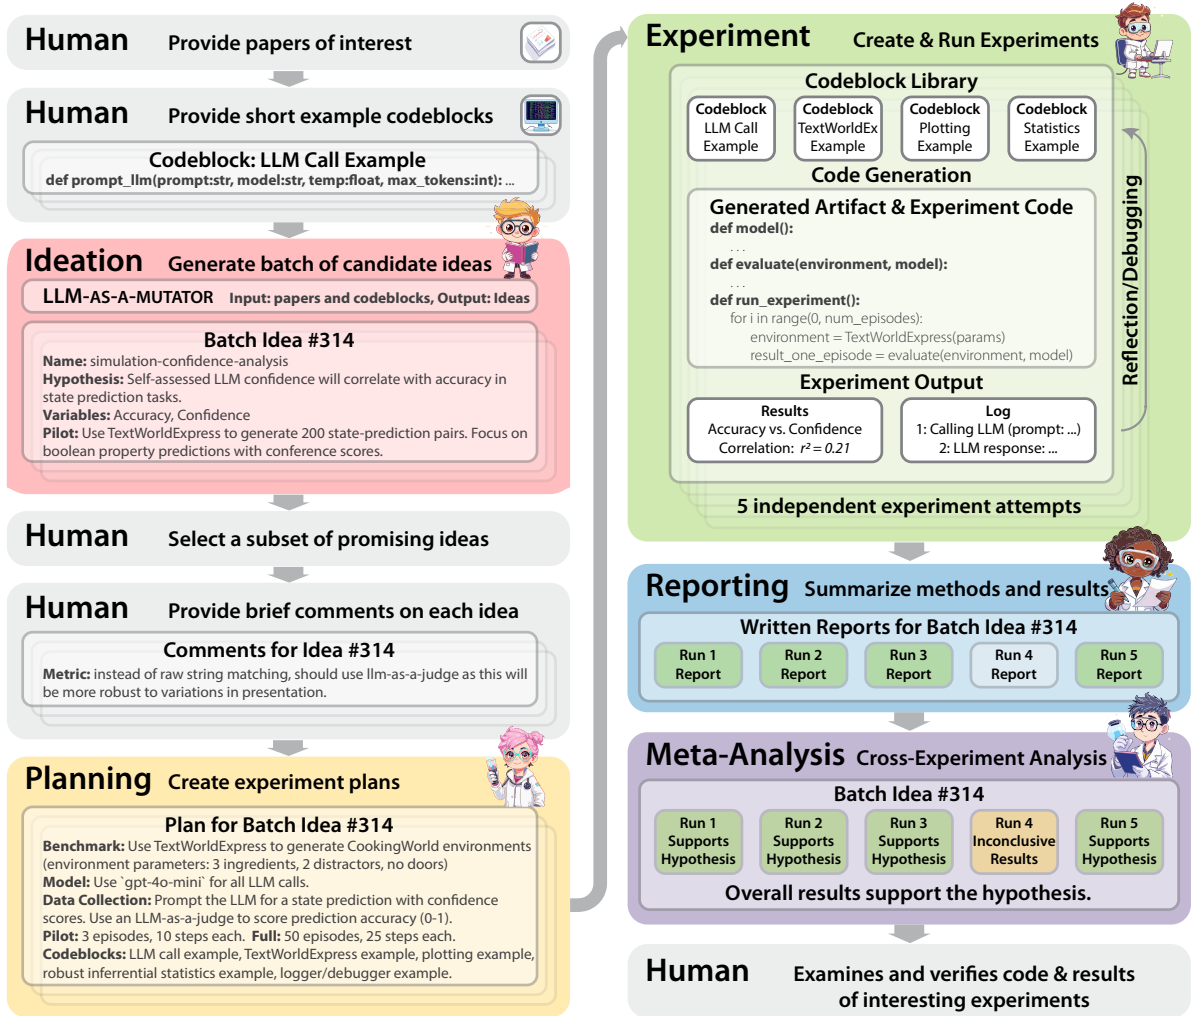 Human Provide papers of interest
Human Provide short example codeblocks
Codeblock: LLM Call Example
def prompt_llm(prompt:str, model:str, temp:float, max_tokens:int): ...
Ideation Generate batch of candidate ideas
LLM-AS-A-MUTATOR Input: papers and codeblocks, Output: Ideas
Batch Idea #314
Name: simulation-confidence-analysis
Hypothesis: Self-assessed LLM confidence will correlate with accuracy in
state prediction tasks.
Variables: Accuracy, Confidence
Pilot: Use TextWorldExpress to generate 200 state-prediction pairs. Focus on
boolean property predictions with conference scores.
Human Select a subset of promising ideas
Human Provide brief comments on each idea
Comments for Idea #314
Metric: instead of raw string matching, should use llm-as-a-judge as this will
be more robust to variations in presentation.
Planning Create experiment plans
Plan for Batch Idea #314
Benchmark: Use TextWorldExpress to generate CookingWorld environments
(environment parameters: 3 ingredients, 2 distractors, no doors)
Model: Use `gpt-4o-mini` for all LLM calls.
Data Collection: Prompt the LLM for a state prediction with confidence
scores. Use an LLM-as-a-judge to score prediction accuracy (0-1).
Pilot: 3 episodes, 10 steps each. Full: 50 episodes, 25 steps each.
Codeblocks: LLM call example, TextWorldExpress example, plotting example,
robust inferrential statistics example, logger/debugger example.
Experiment Create & Run Experiments
Codeblock Library
Codeblock
LLM Call
Example
Codeblock
TextWorldEx
Example
Codeblock
Plotting
Example
Codeblock
Statistics
Example
Code Generation
Generated Artifact & Experiment Code
def model():
...
def evaluate(environment, model):
...
def run_experiment():
for i in range(0, num_episodes):
environment = TextWorldExpress(params)
result_one_episode = evaluate(environment, model)
Reflection/Debugging
Experiment Output
Results
Accuracy vs. Confidence
Correlation: r² = 0.21
Log
1: Calling LLM (prompt: ...)
2: LLM response: ...
5 independent experiment attempts
Reporting Summarize methods and results
Written Reports for Batch Idea #314
Run 1
Report
Run 2
Report
Run 3
Report
Run 4
Report
Run 5
Report
Meta-Analysis Cross-Experiment Analysis
Batch Idea #314
Run 1
Supports
Hypothesis
Run 2
Supports
Hypothesis
Run 3
Supports
Hypothesis
Run 4
Inconclusive
Results
Run 5
Supports
Hypothesis
Overall results support the hypothesis.
Human Examines and verifies code & results
of interesting experiments